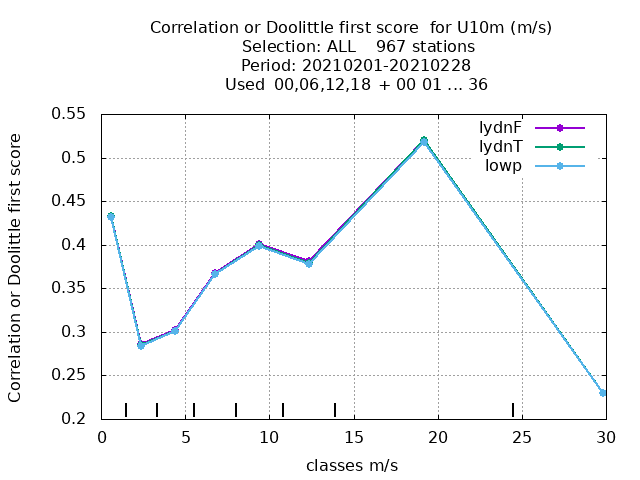 Correlation or Doolittle first score  for U10m (m/s)
Selection: ALL    967 stations
Period: 20210201-20210228
Used  00,06,12,18  + 00 01 ... 36
Correlation or Doolittle first score
0.55
0.5
0.45
0.4
0.35
0.3
0.25
0.2
lydnF
lydnT
lowp
0 5 10 15 20 25 30
classes m/s